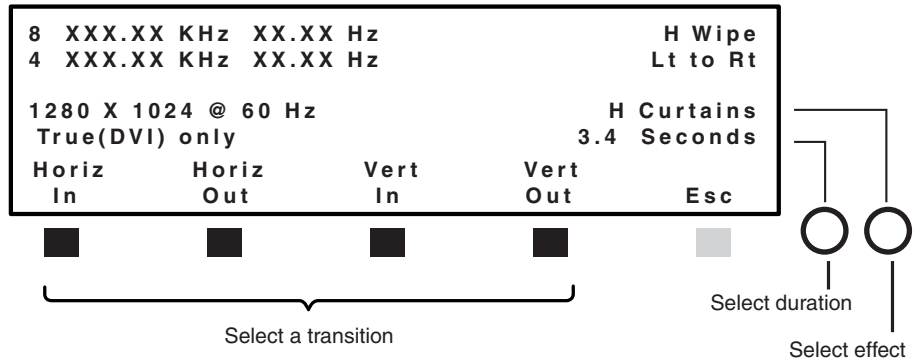 8 XXX.XX KHz XX.XX Hz H Wipe
4 XXX.XX KHz XX.XX Hz Lt to Rt
1280 X 1024 @ 60 Hz H Curtains
True(DVI) only 3.4 Seconds
Horiz Horiz Vert Vert
In Out In Out Esc
Select duration
Select a transition
Select effect